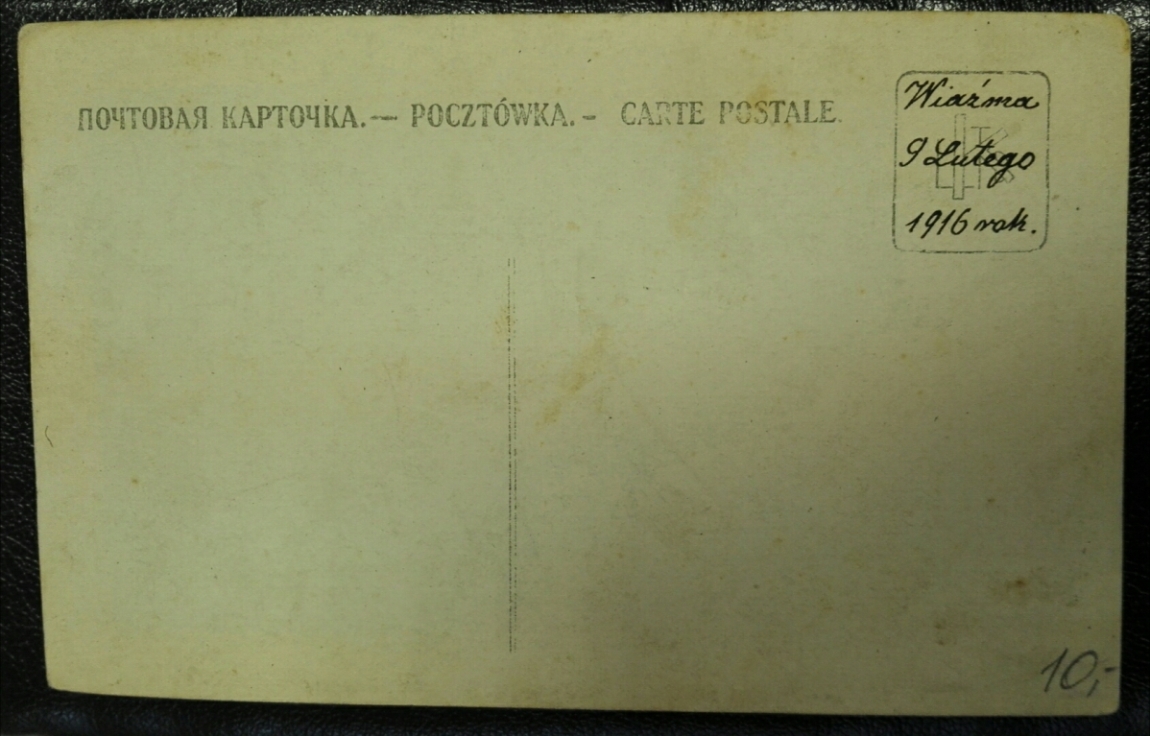 ПОЧТОВАЯ КАРТОЧКА.— POCZTÓWKA.- CARTE POSTALE.
Wiaźma
9 Lutego
1916 rok.
10,-